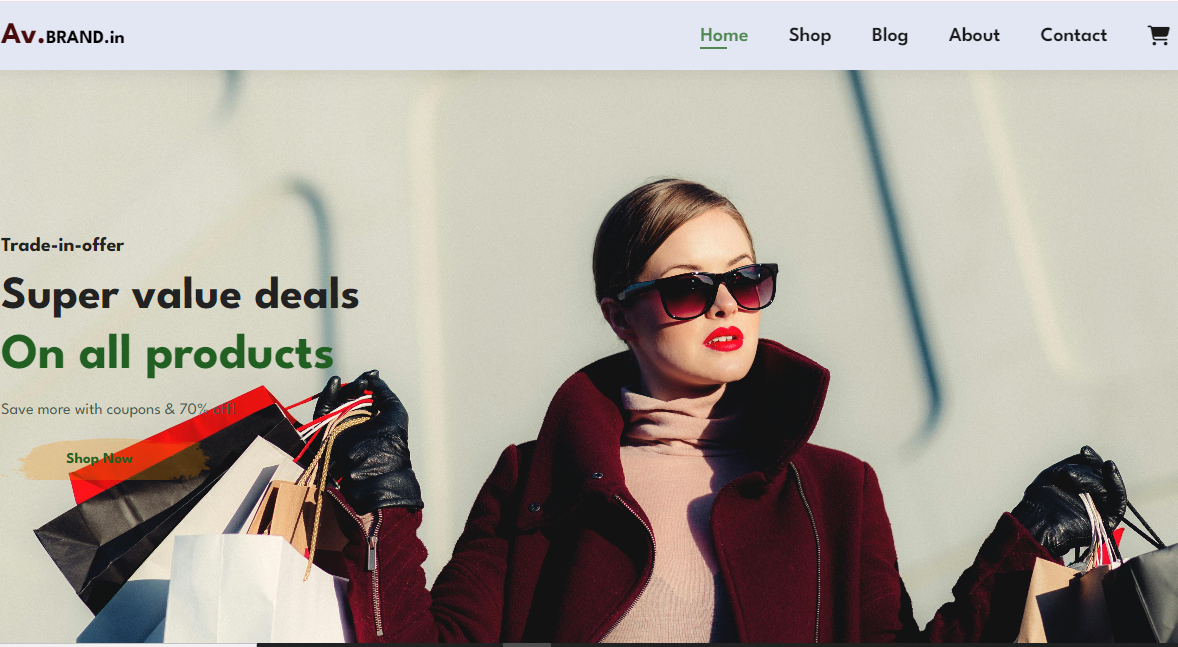 Av.BRAND.in
Home Shop Blog About Contact
Trade-in-offer
Super value deals
On all products
Save more with coupons & 70% off!
Shop Now